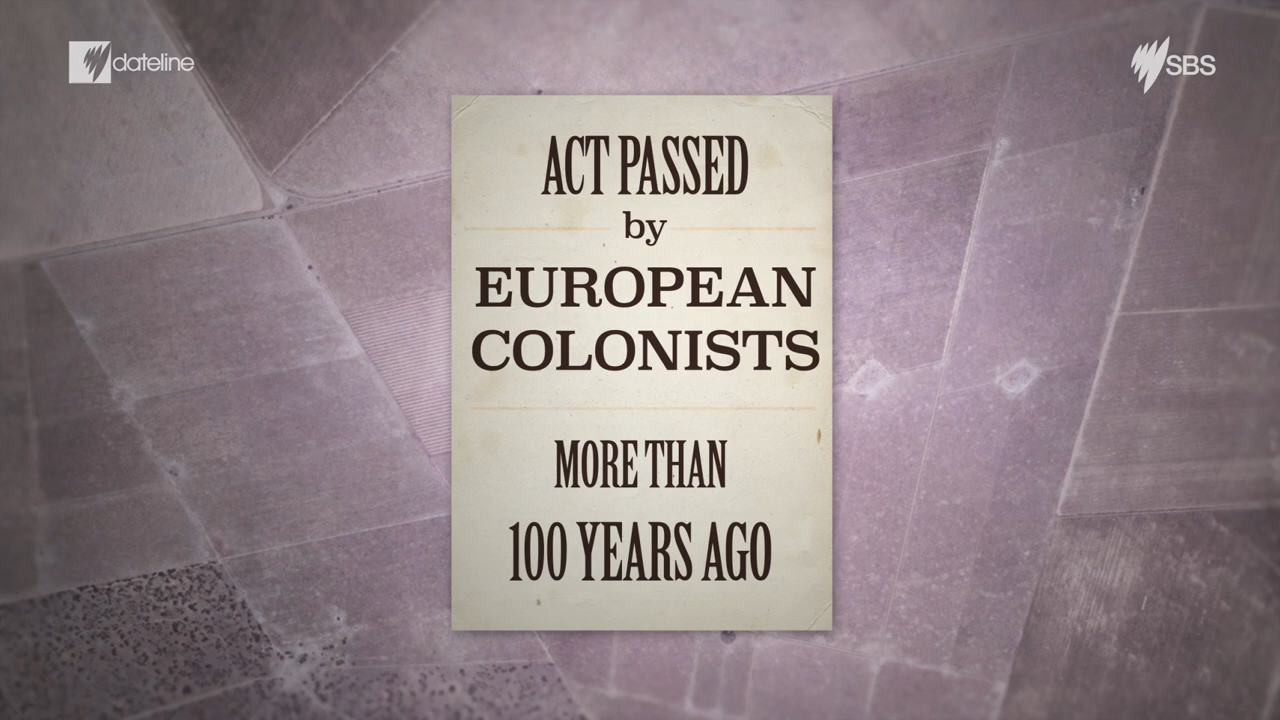 dateline
SBS
ACT PASSED
by
EUROPEAN
COLONISTS
MORE THAN
100 YEARS AGO